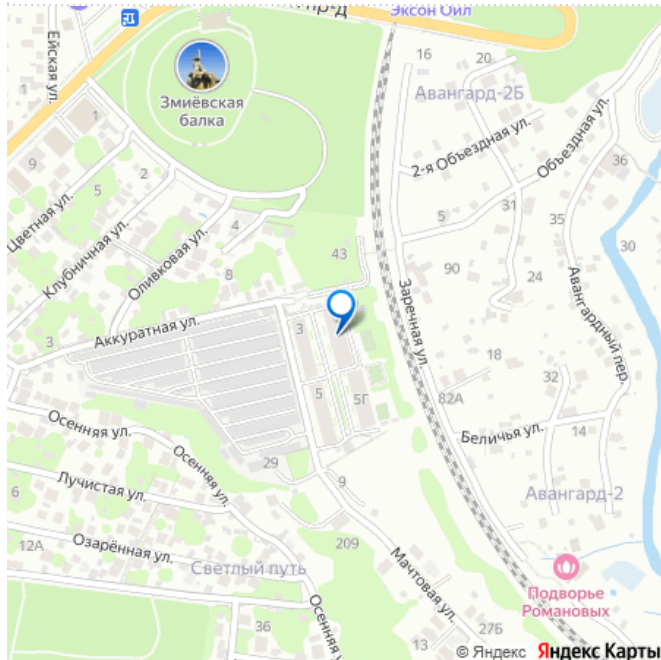 пр-д
Эксон Ойл
Ейская ул.
16
20
Авангард-2Б
Змиёвская
балка
1
9
2
5
2-я Объездная ул.
Объездная ул.
36
Цветная ул.
4
5
31
35
30
Клубничная ул.
Оливковая ул.
8
43
90
24
Заречная ул.
Авангардный пер.
Аккуратная ул.
3
3
18
5
5Г
32
82А
Осенняя ул.
Беличья ул.
14
29
Лучистая ул.
Осенняя ул.
6
9
Авангард-2
Озарённая ул.
12А
209
Светлый путь
Мачтовая ул.
Подворье
Романовых
Осенняя ул.
36
13
27Б
© Яндекс Яндекс Карты